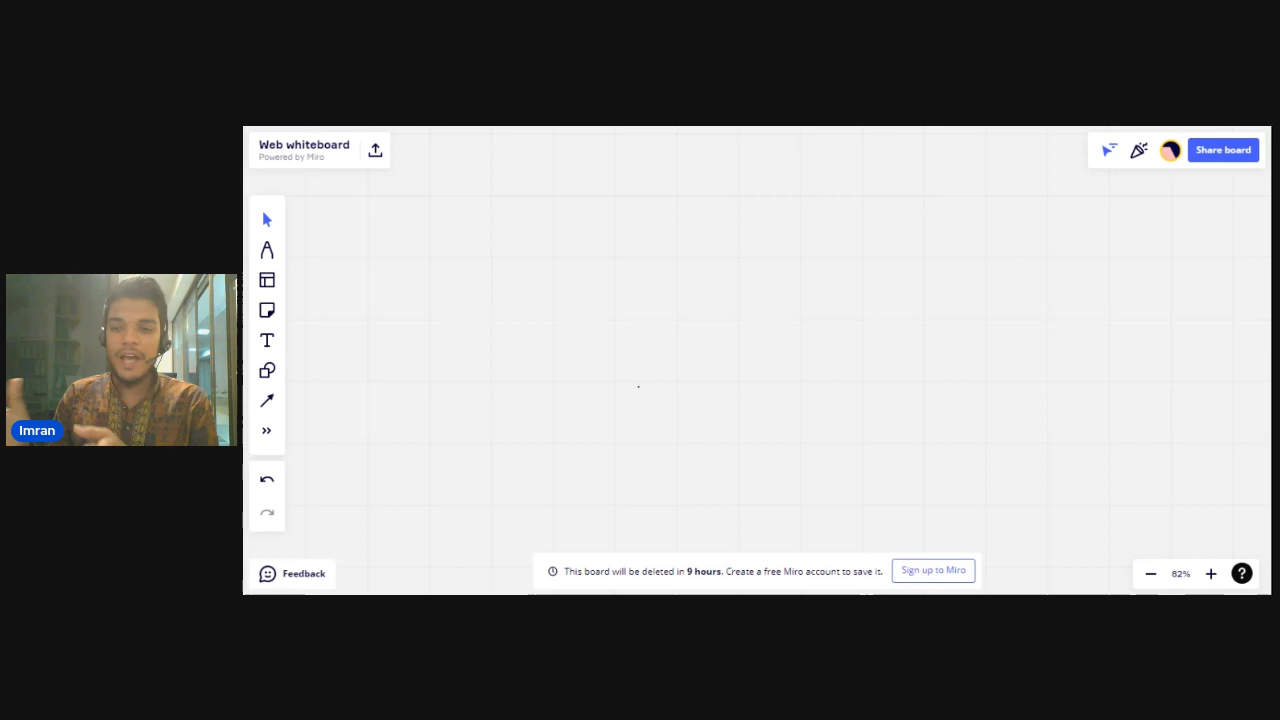 Web whiteboard
Powered by Miro
Share board
Imran
Feedback
This board will be deleted in 9 hours. Create a free Miro account to save it.
Sign up to Miro
82%